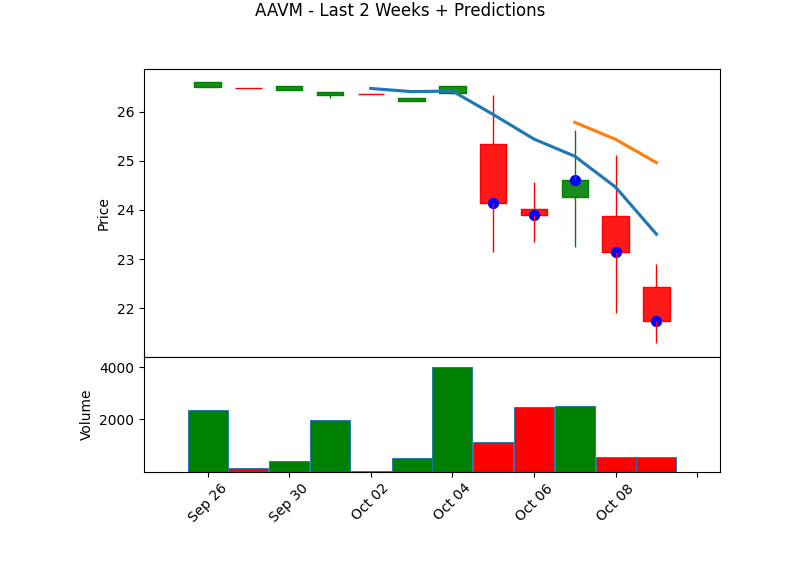 AAVM - Last 2 Weeks + Predictions
Price
26
25
24
23
22
Volume
4000
2000
Sep 26
Sep 30
Oct 02
Oct 04
Oct 06
Oct 08